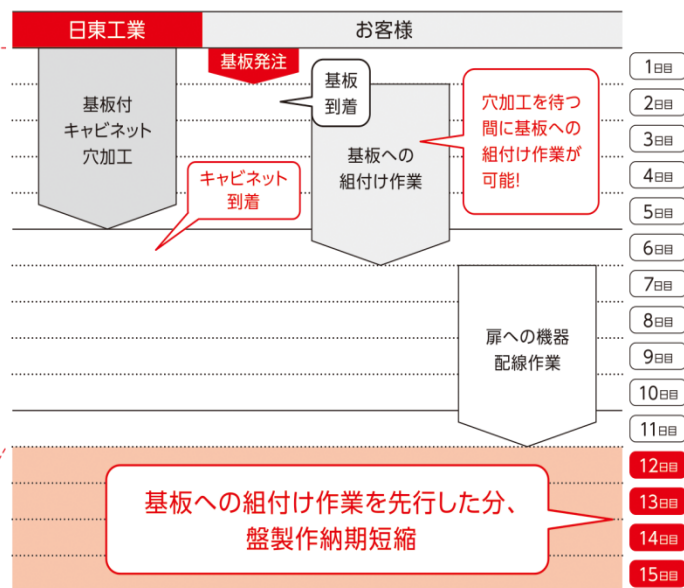 日東工業
お客様
基板発注
1日目
基板
到着
2日目
基板付
キャビネット
穴加工
穴加工を待つ
間に基板への
組付け作業が
可能!
3日目
基板への
組付け作業
4日目
キャビネット
到着
5日目
6日目
7日目
8日目
扉への機器
配線作業
9日目
10日目
11日目
12日目
基板への組付け作業を先行した分、
盤製作納期短縮
13日目
14日目
15日目